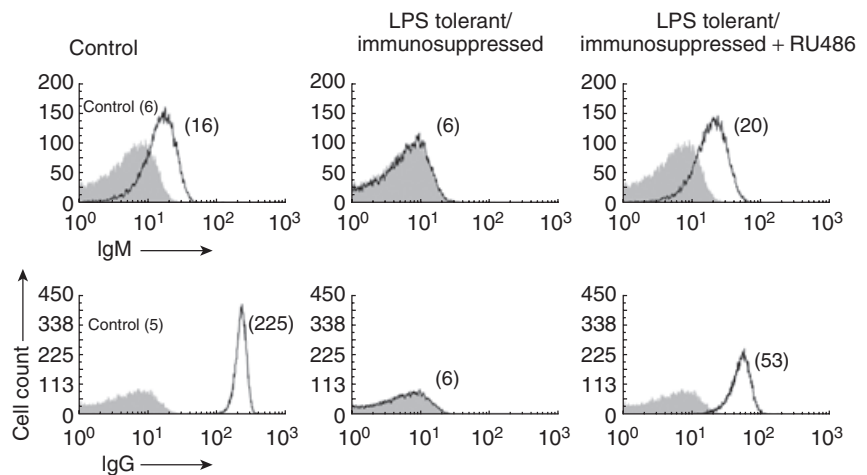 Control
LPS tolerant/
immunosuppressed
LPS tolerant/
immunosuppressed + RU486
200
150
100
50
0
Control (6)
(16)
10⁰ 10¹ 10² 10³
IgM
200
150
100
50
0
(6)
10⁰ 10¹ 10² 10³
200
150
100
50
0
(20)
10⁰ 10¹ 10² 10³
Cell count
450
338
225
113
0
Control (5)
(225)
10⁰ 10¹ 10² 10³
IgG
450
338
225
113
0
(6)
10⁰ 10¹ 10² 10³
450
338
225
113
0
(53)
10⁰ 10¹ 10² 10³